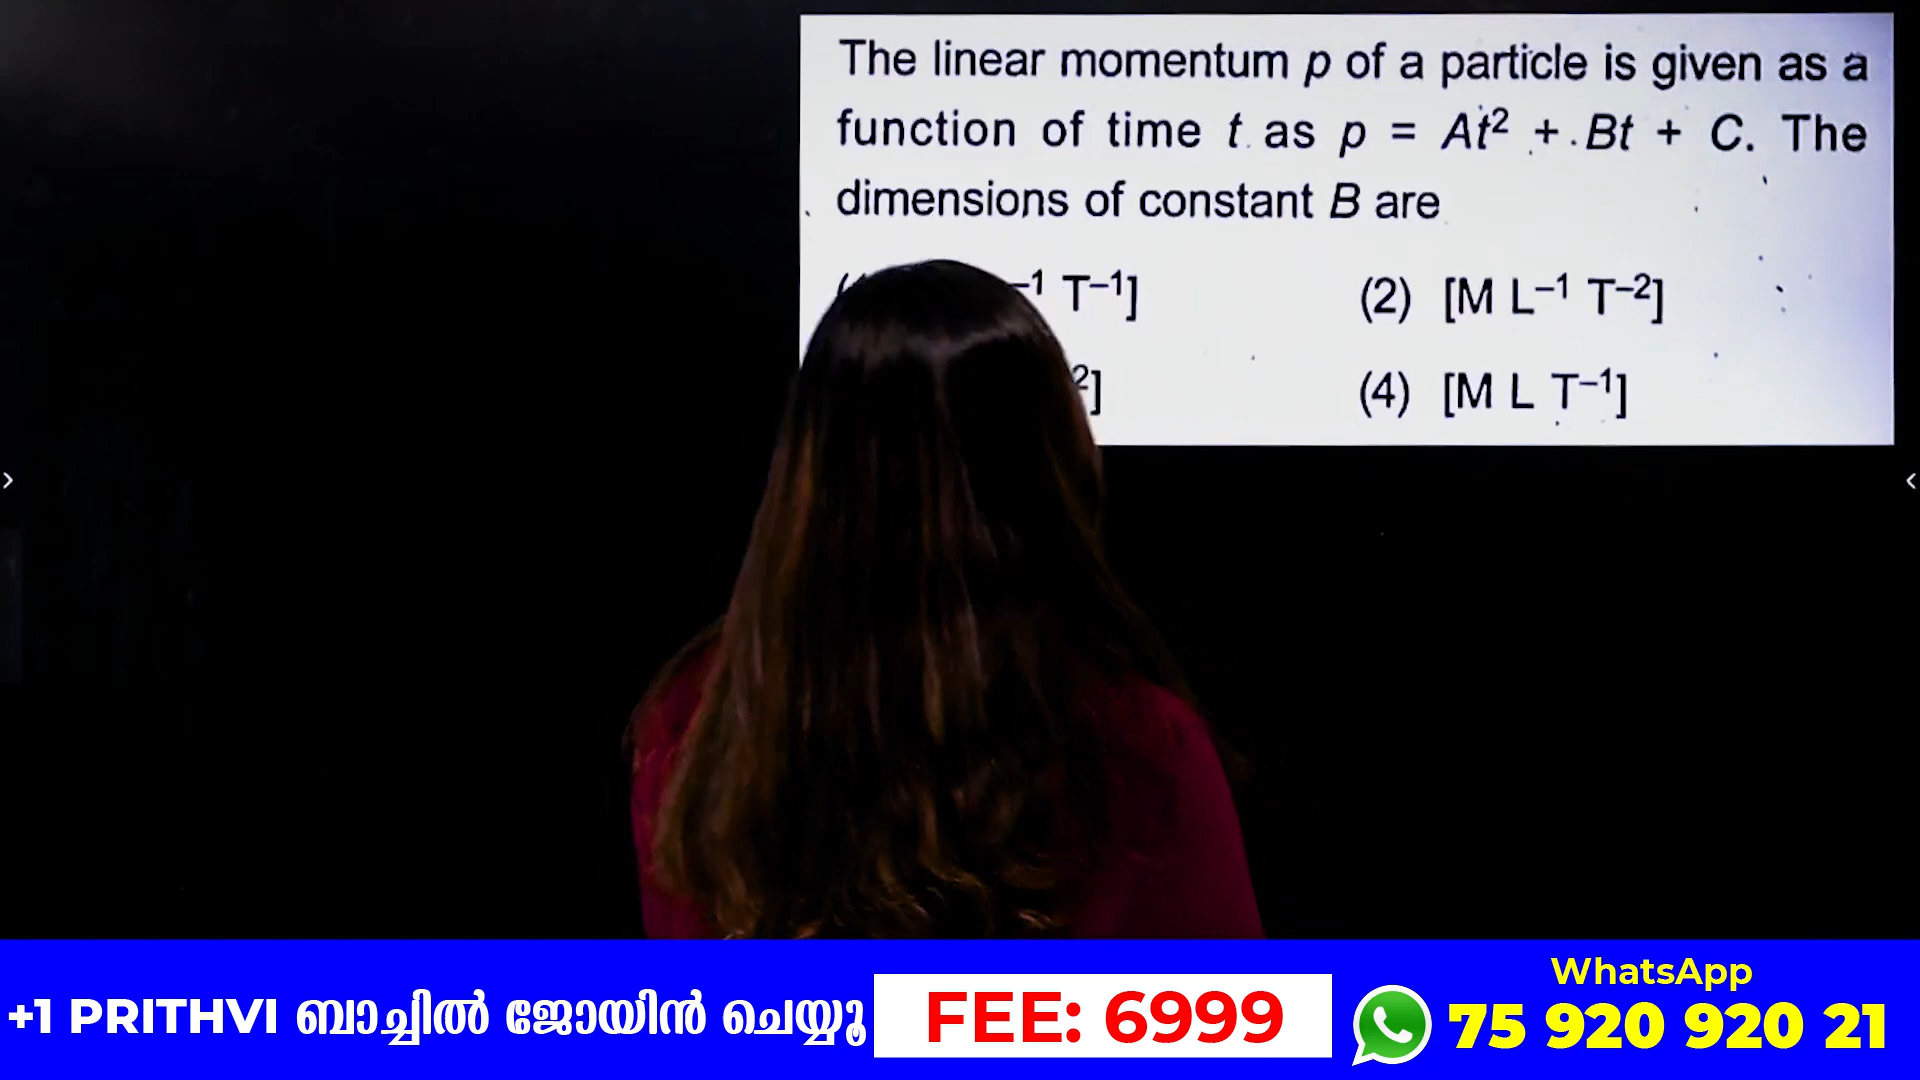 The linear momentum p of a particle is given as a
function of time t as p = At² + Bt + C. The
dimensions of constant B are
⁻¹ T⁻¹]
(2) [M L⁻¹ T⁻²]
²]
(4) [M L T⁻¹]
+1 PRITHVI ബാച്ചിൽ ജോയിൻ ചെയ്യൂ
FEE: 6999
WhatsApp
75 920 920 21